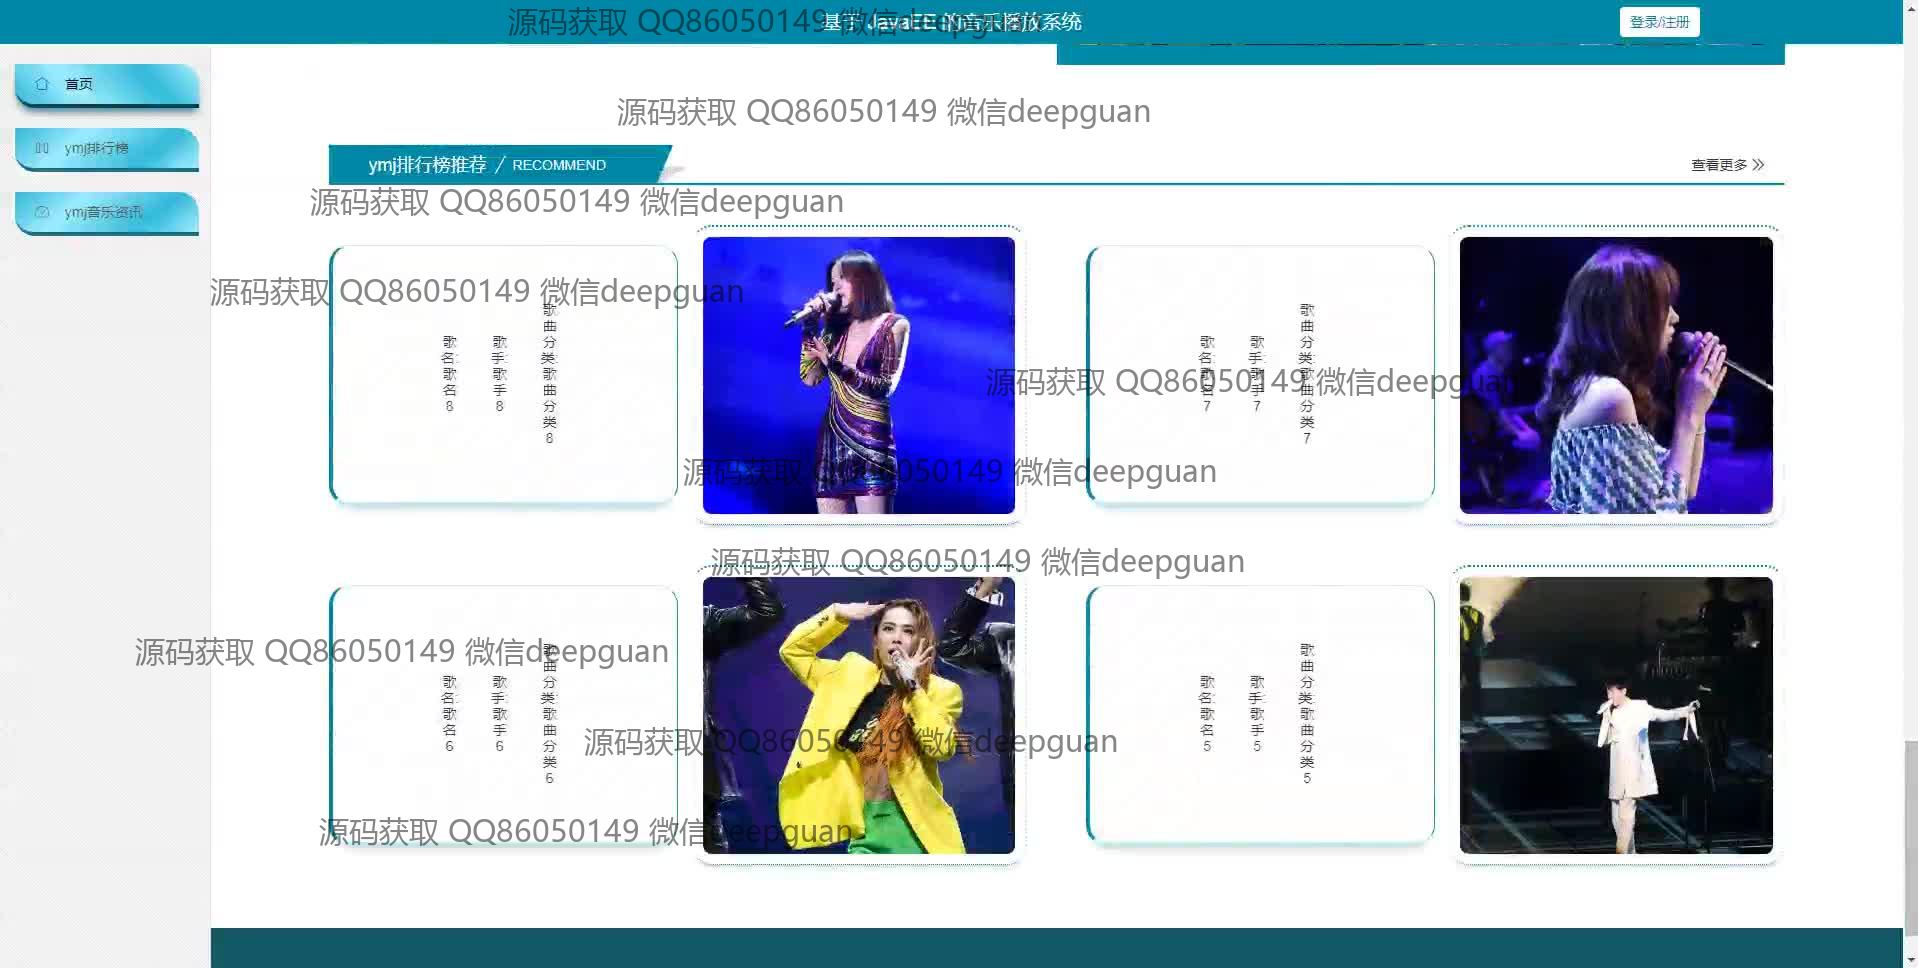 基于 JavaEE 的音乐播放系统
登录/注册
源码获取 QQ86050149 微信deepguan
首页
ymj排行榜
ymj音乐资讯
源码获取 QQ86050149 微信deepguan
ymj排行榜推荐 / RECOMMEND
查看更多
源码获取 QQ86050149 微信deepguan
源码获取 QQ86050149 微信deepguan
歌名:歌名8
歌手:歌手8
歌曲分类:歌曲分类8
歌名:歌名7
歌手:歌手7
歌曲分类:歌曲分类7
源码获取 QQ86050149 微信deepguan
源码获取 QQ86050149 微信deepguan
源码获取 QQ86050149 微信deepguan
源码获取 QQ86050149 微信deepguan
歌名:歌名6
歌手:歌手6
歌曲分类:歌曲分类6
歌名:歌名5
歌手:歌手5
歌曲分类:歌曲分类5
源码获取 QQ86050149 微信deepguan
源码获取 QQ86050149 微信deepguan